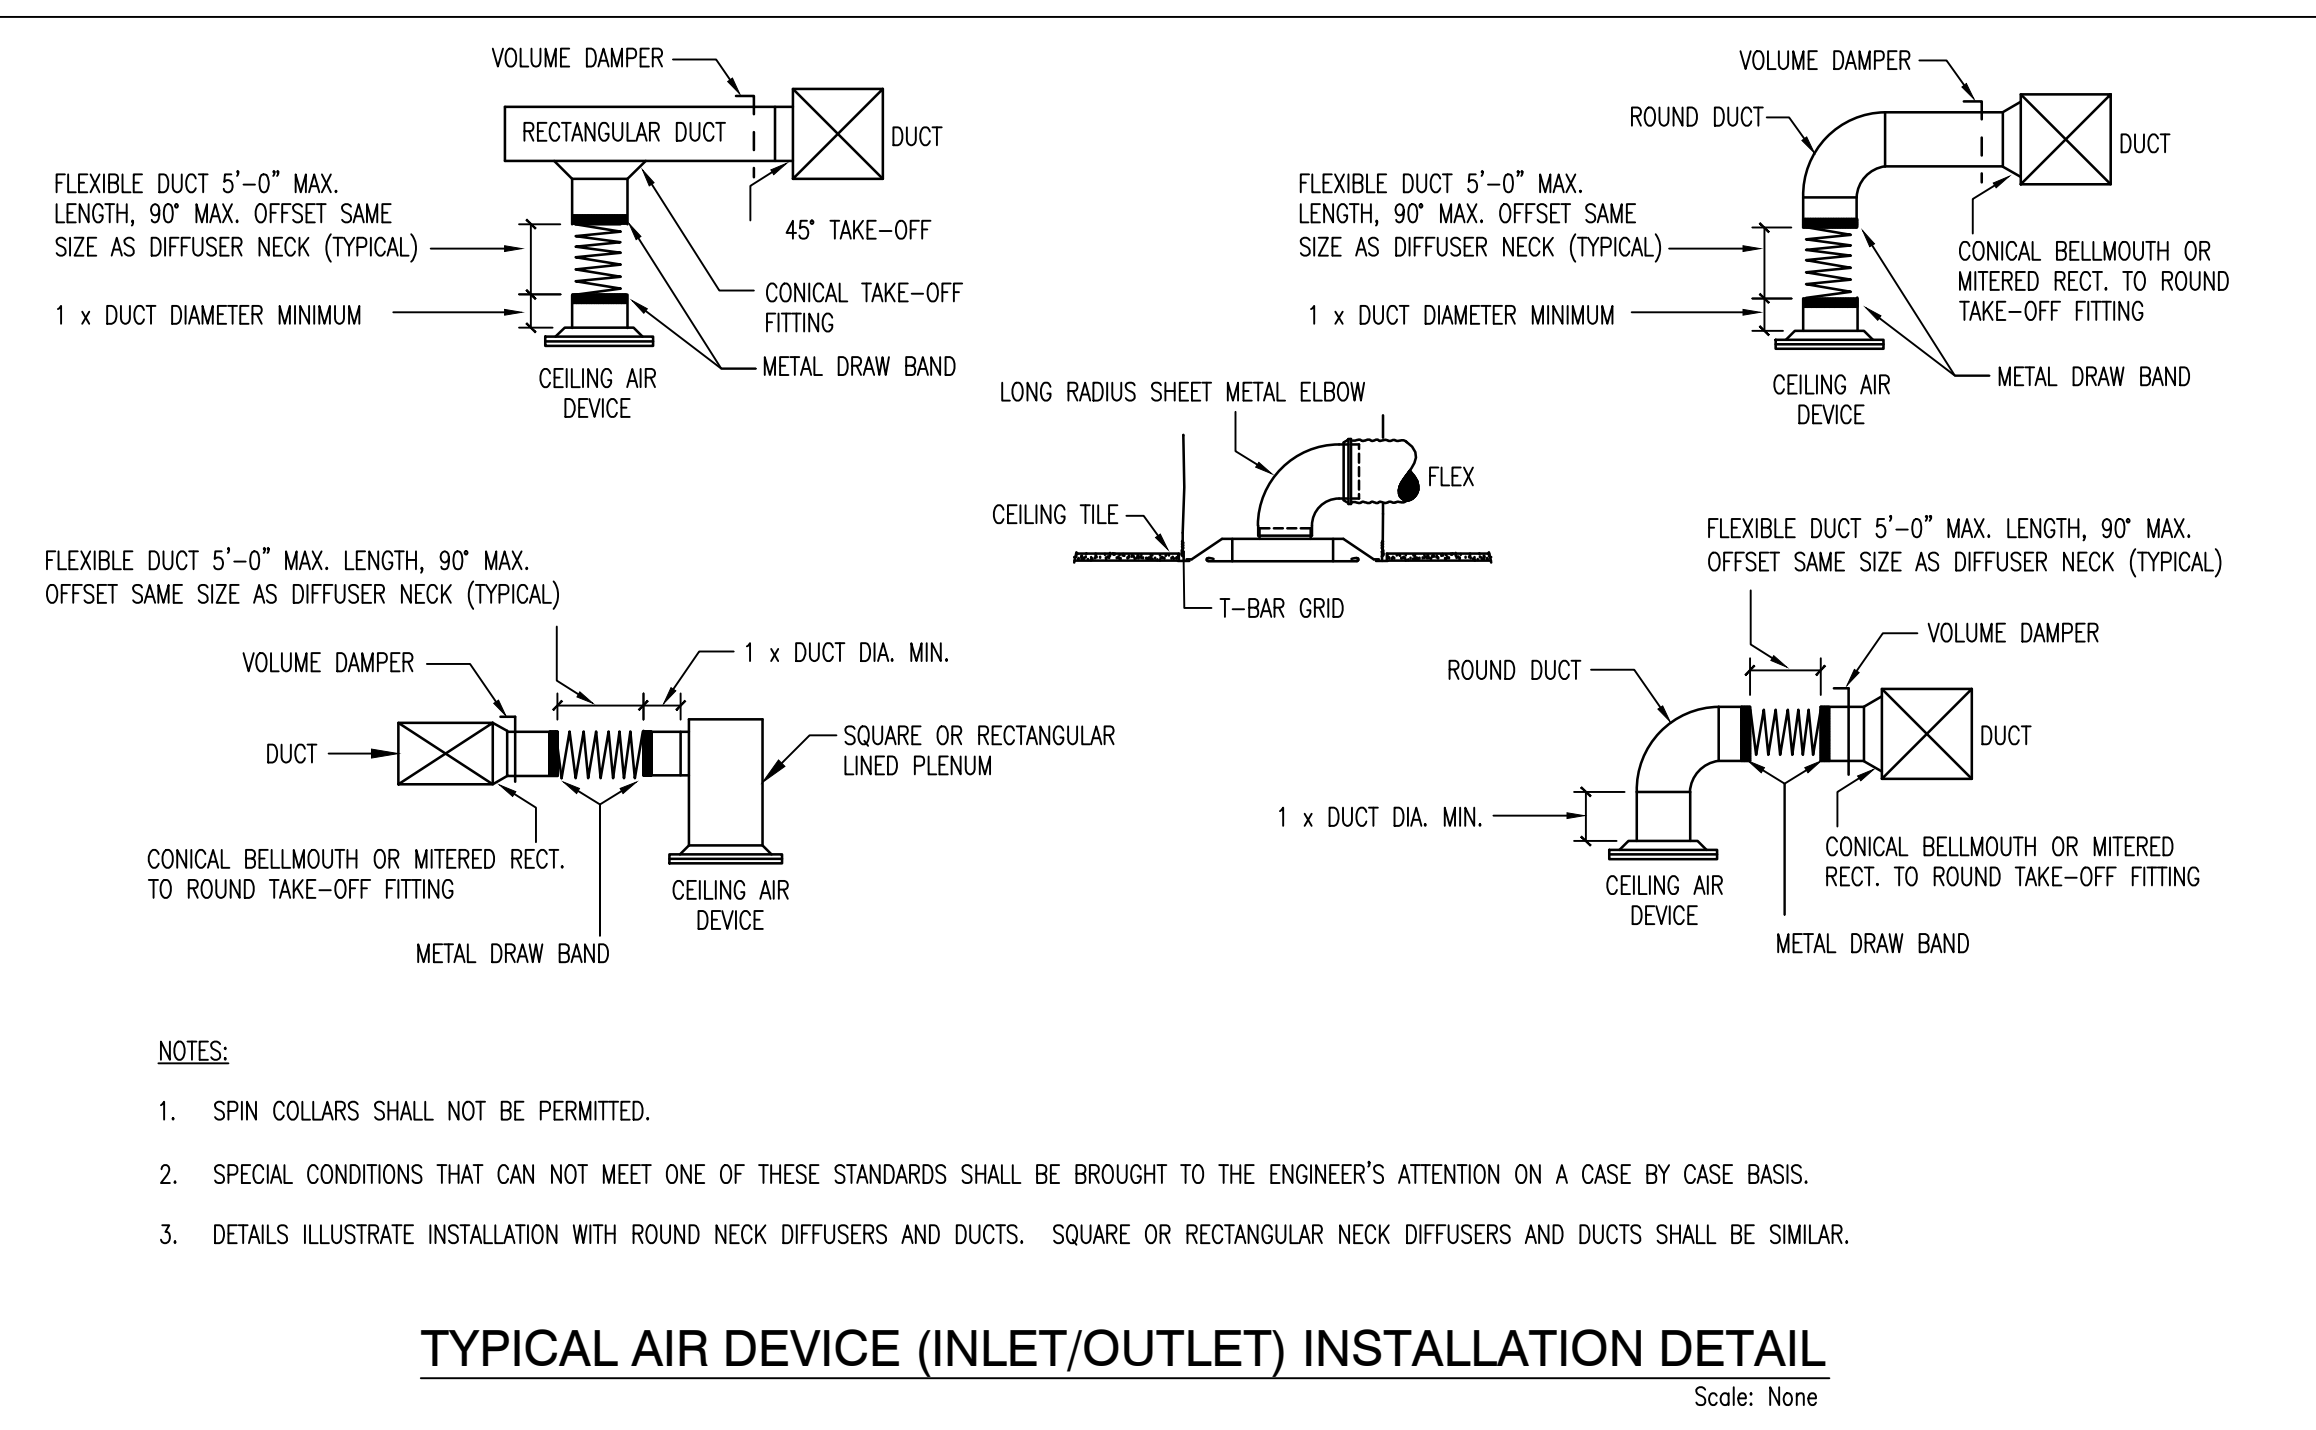 VOLUME DAMPER
RECTANGULAR DUCT
DUCT
FLEXIBLE DUCT 5'-0" MAX.
LENGTH, 90° MAX. OFFSET SAME
SIZE AS DIFFUSER NECK (TYPICAL)
45° TAKE-OFF
1 x DUCT DIAMETER MINIMUM
CONICAL TAKE-OFF
FITTING
METAL DRAW BAND
CEILING AIR
DEVICE
VOLUME DAMPER
ROUND DUCT
DUCT
FLEXIBLE DUCT 5'-0" MAX.
LENGTH, 90° MAX. OFFSET SAME
SIZE AS DIFFUSER NECK (TYPICAL)
CONICAL BELLMOUTH OR
MITERED RECT. TO ROUND
TAKE-OFF FITTING
1 x DUCT DIAMETER MINIMUM
METAL DRAW BAND
CEILING AIR
DEVICE
LONG RADIUS SHEET METAL ELBOW
FLEX
CEILING TILE
T-BAR GRID
FLEXIBLE DUCT 5'-0" MAX. LENGTH, 90° MAX.
OFFSET SAME SIZE AS DIFFUSER NECK (TYPICAL)
VOLUME DAMPER
1 x DUCT DIA. MIN.
DUCT
SQUARE OR RECTANGULAR
LINED PLENUM
CONICAL BELLMOUTH OR MITERED RECT.
TO ROUND TAKE-OFF FITTING
CEILING AIR
DEVICE
METAL DRAW BAND
FLEXIBLE DUCT 5'-0" MAX. LENGTH, 90° MAX.
OFFSET SAME SIZE AS DIFFUSER NECK (TYPICAL)
VOLUME DAMPER
ROUND DUCT
DUCT
1 x DUCT DIA. MIN.
CONICAL BELLMOUTH OR MITERED
RECT. TO ROUND TAKE-OFF FITTING
CEILING AIR
DEVICE
METAL DRAW BAND
NOTES:
1. SPIN COLLARS SHALL NOT BE PERMITTED.
2. SPECIAL CONDITIONS THAT CAN NOT MEET ONE OF THESE STANDARDS SHALL BE BROUGHT TO THE ENGINEER'S ATTENTION ON A CASE BY CASE BASIS.
3. DETAILS ILLUSTRATE INSTALLATION WITH ROUND NECK DIFFUSERS AND DUCTS. SQUARE OR RECTANGULAR NECK DIFFUSERS AND DUCTS SHALL BE SIMILAR.
TYPICAL AIR DEVICE (INLET/OUTLET) INSTALLATION DETAIL
Scale: None